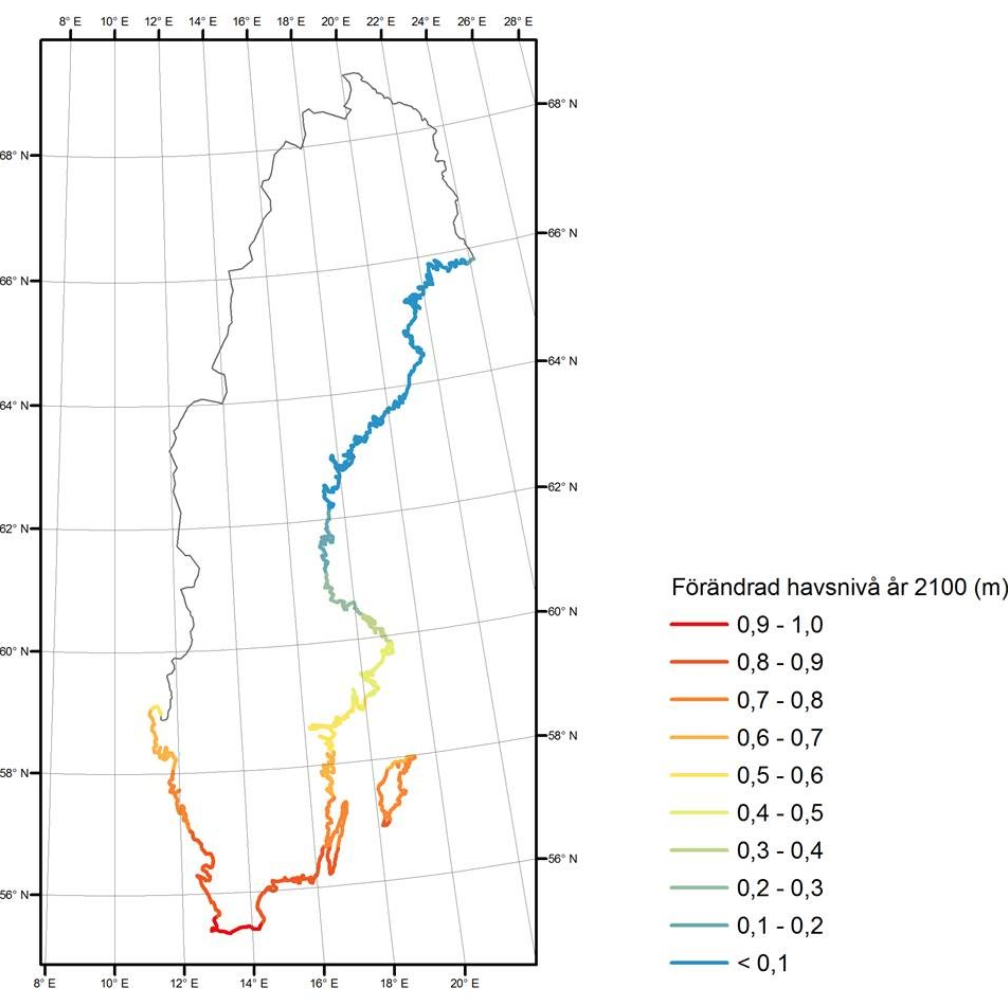 8° E 10° E 12° E 14° E 16° E 18° E 20° E 22° E 24° E 26° E 28° E
68° N
68° N
66° N
66° N
64° N
64° N
62° N
62° N
60° N
60° N
58° N
58° N
56° N
56° N
8° E 10° E 12° E 14° E 16° E 18° E 20° E
Förändrad havsnivå år 2100 (m)
0,9 - 1,0
0,8 - 0,9
0,7 - 0,8
0,6 - 0,7
0,5 - 0,6
0,4 - 0,5
0,3 - 0,4
0,2 - 0,3
0,1 - 0,2
< 0,1